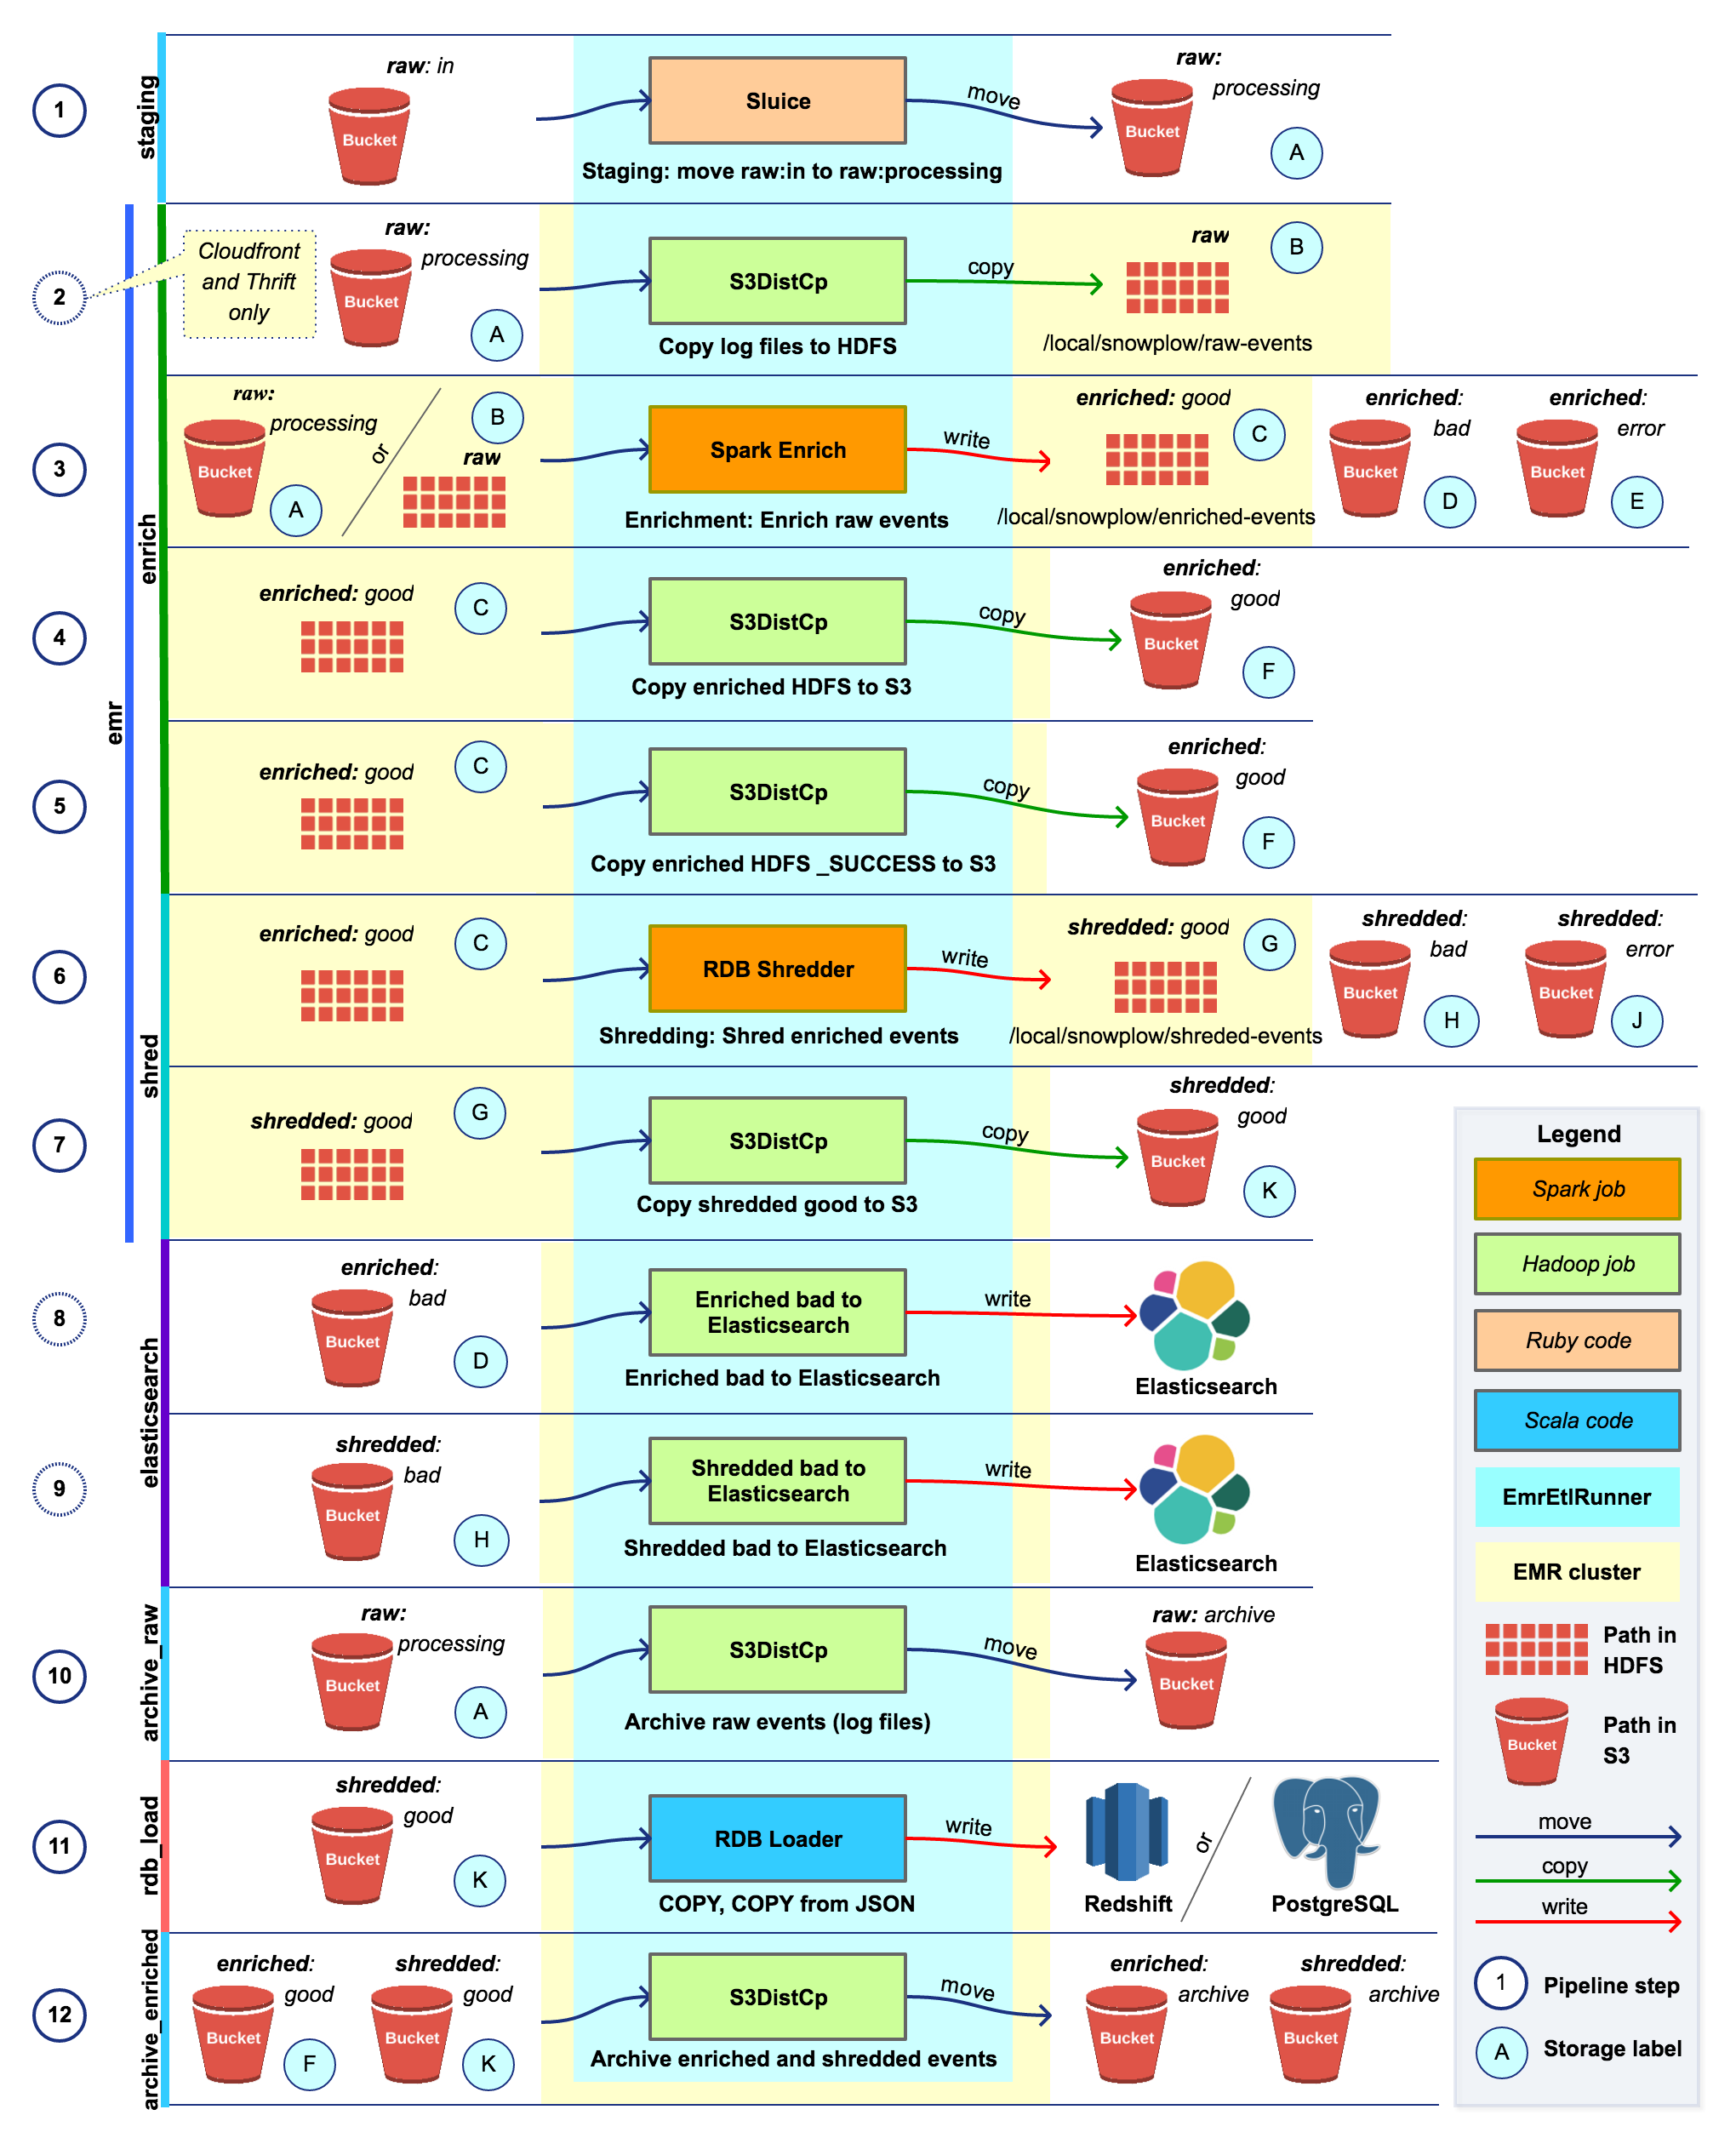 staging
1
raw: in
Bucket
Sluice
move
raw:
processing
Bucket
A
Staging: move raw:in to raw:processing
emr
enrich
2
Cloudfront
and Thrift
only
raw:
processing
Bucket
A
S3DistCp
copy
raw
B
/local/snowplow/raw-events
Copy log files to HDFS
3
raw:
processing
Bucket
A
or
B
raw
Spark Enrich
write
enriched: good
C
/local/snowplow/enriched-events
enriched:
bad
Bucket
D
enriched:
error
Bucket
E
Enrichment: Enrich raw events
4
enriched: good
C
S3DistCp
copy
enriched:
good
Bucket
F
Copy enriched HDFS to S3
5
enriched: good
C
S3DistCp
copy
enriched:
good
Bucket
F
Copy enriched HDFS _SUCCESS to S3
shred
6
enriched: good
C
RDB Shredder
write
shredded: good
G
/local/snowplow/shreded-events
shredded:
bad
Bucket
H
shredded:
error
Bucket
J
Shredding: Shred enriched events
7
shredded: good
G
S3DistCp
copy
shredded:
good
Bucket
K
Copy shredded good to S3
elasticsearch
8
enriched:
bad
Bucket
D
Enriched bad to
Elasticsearch
write
Elasticsearch
Enriched bad to Elasticsearch
9
shredded:
bad
Bucket
H
Shredded bad to
Elasticsearch
write
Elasticsearch
Shredded bad to Elasticsearch
archive_raw
10
raw:
processing
Bucket
A
S3DistCp
move
raw: archive
Bucket
Archive raw events (log files)
rdb_load
11
shredded:
good
Bucket
K
RDB Loader
write
Redshift
or
PostgreSQL
COPY, COPY from JSON
archive_enriched
12
enriched:
good
Bucket
F
shredded:
good
Bucket
K
S3DistCp
move
enriched:
archive
Bucket
shredded:
archive
Bucket
Archive enriched and shredded events
Legend
Spark job
Hadoop job
Ruby code
Scala code
EmrEtlRunner
EMR cluster
Path in
HDFS
Bucket
Path in
S3
move
copy
write
1
Pipeline step
A
Storage label